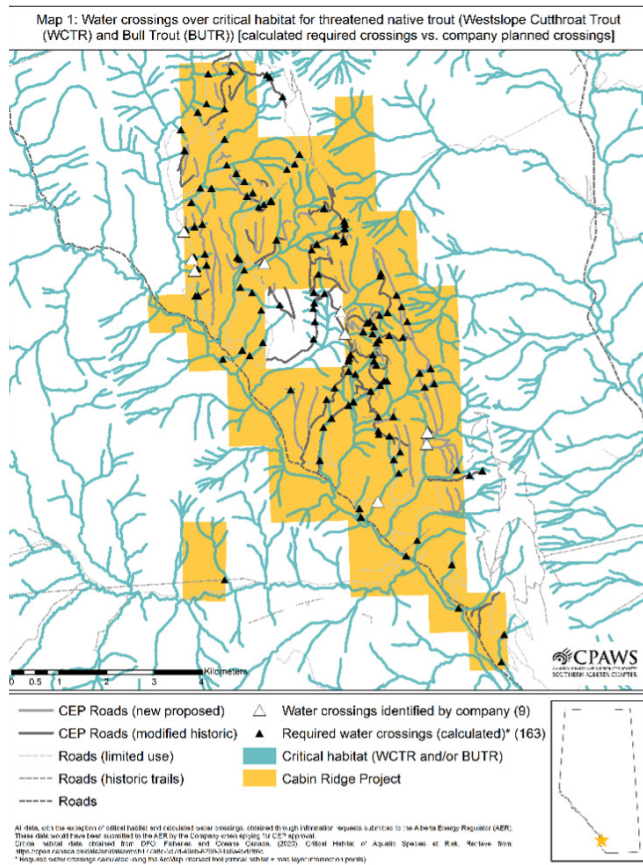 Map 1: Water crossings over critical habitat for threatened native trout (Westslope Cutthroat Trout
(WCTR) and Bull Trout (BUTR)) [calculated required crossings vs. company planned crossings]
Kilometers
0 0.5 1 2 3 4
CPAWS
SOUTHERN ALBERTA CHAPTER
CEP Roads (new proposed)
CEP Roads (modified historic)
Roads (limited use)
Roads (historic trails)
Roads
Water crossings identified by company (9)
Required water crossings (calculated)* (163)
Critical habitat (WCTR and/or BUTR)
Cabin Ridge Project
All data, with the exception of critical habitat and calculated water crossings, obtained through information requests submitted to the Alberta Energy Regulator (AER).
These data would have been submitted to the AER by the Company when applying for CEP approval.
Critical habitat data obtained from DFO. Fisheries and Oceans Canada. (2023). Critical Habitat of Aquatic Species at Risk. Retrieve from:
* Required water crossings calculated using the ArcMap Intersect tool (critical habitat + road layer intersection points)